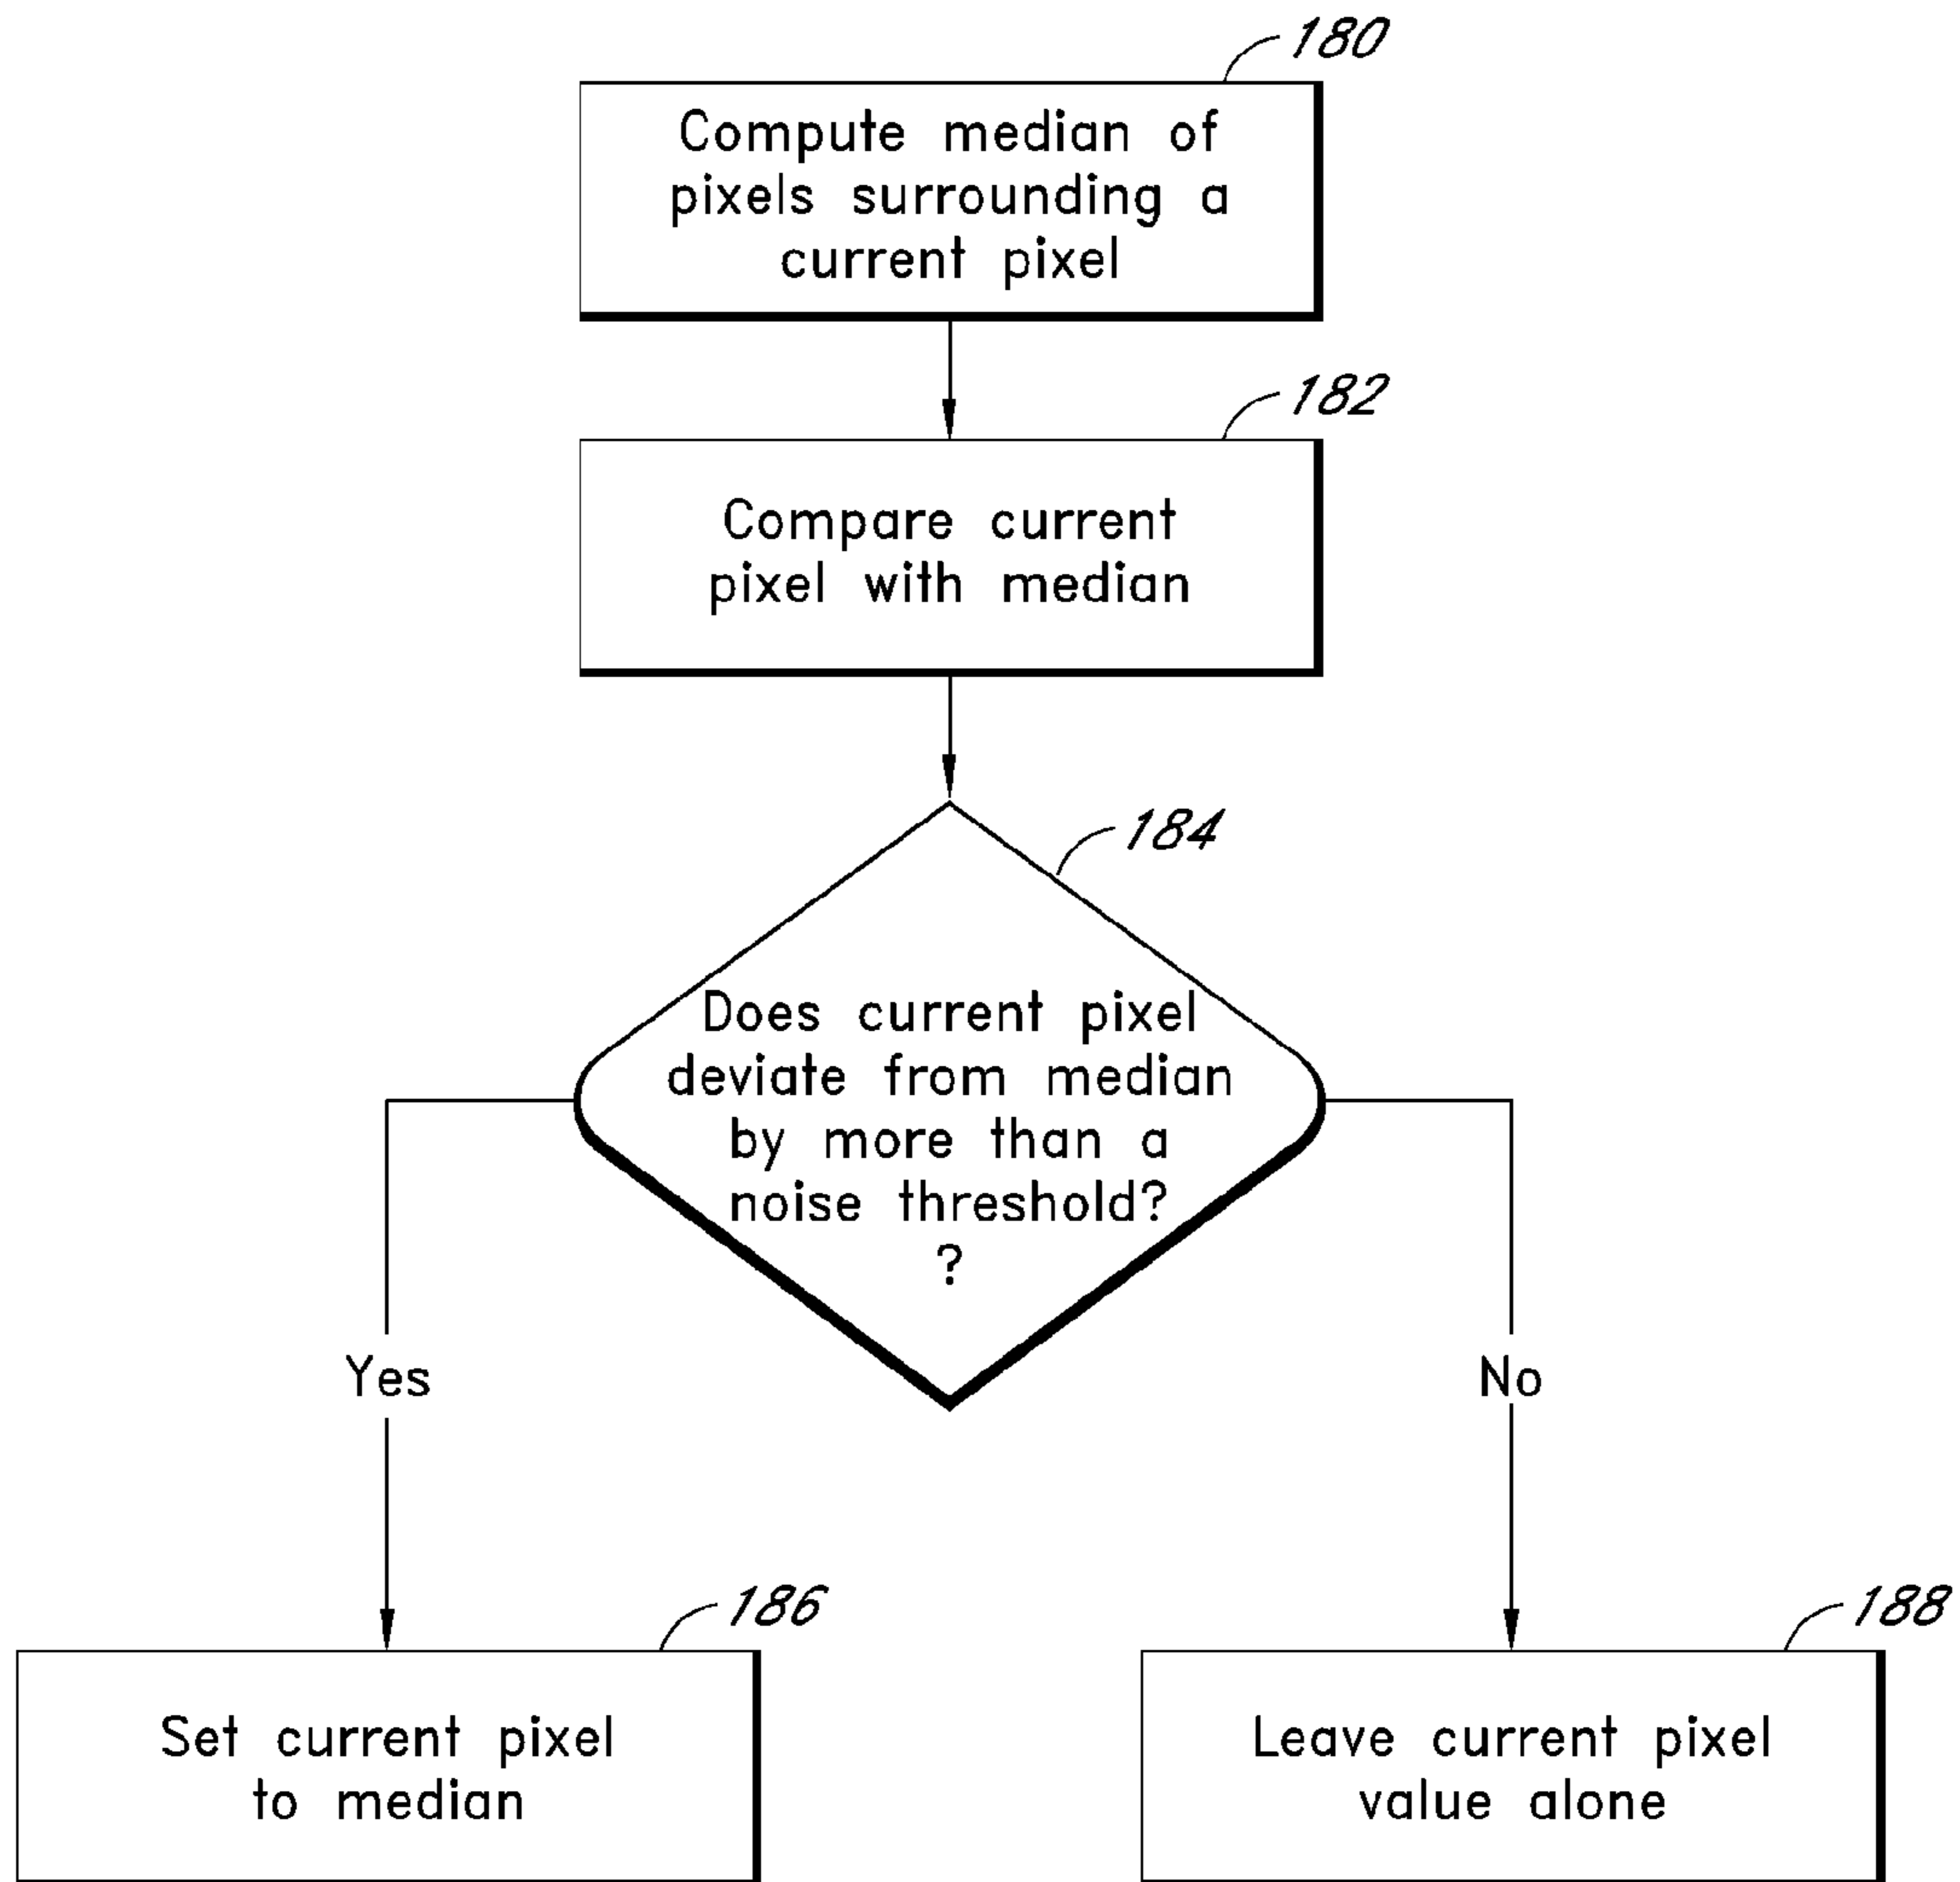 180
Compute median of
pixels surrounding a
current pixel
182
Compare current
pixel with median
184
Does current pixel
deviate from median
by more than a
noise threshold?
?
Yes
No
186
Set current pixel
to median
188
Leave current pixel
value alone